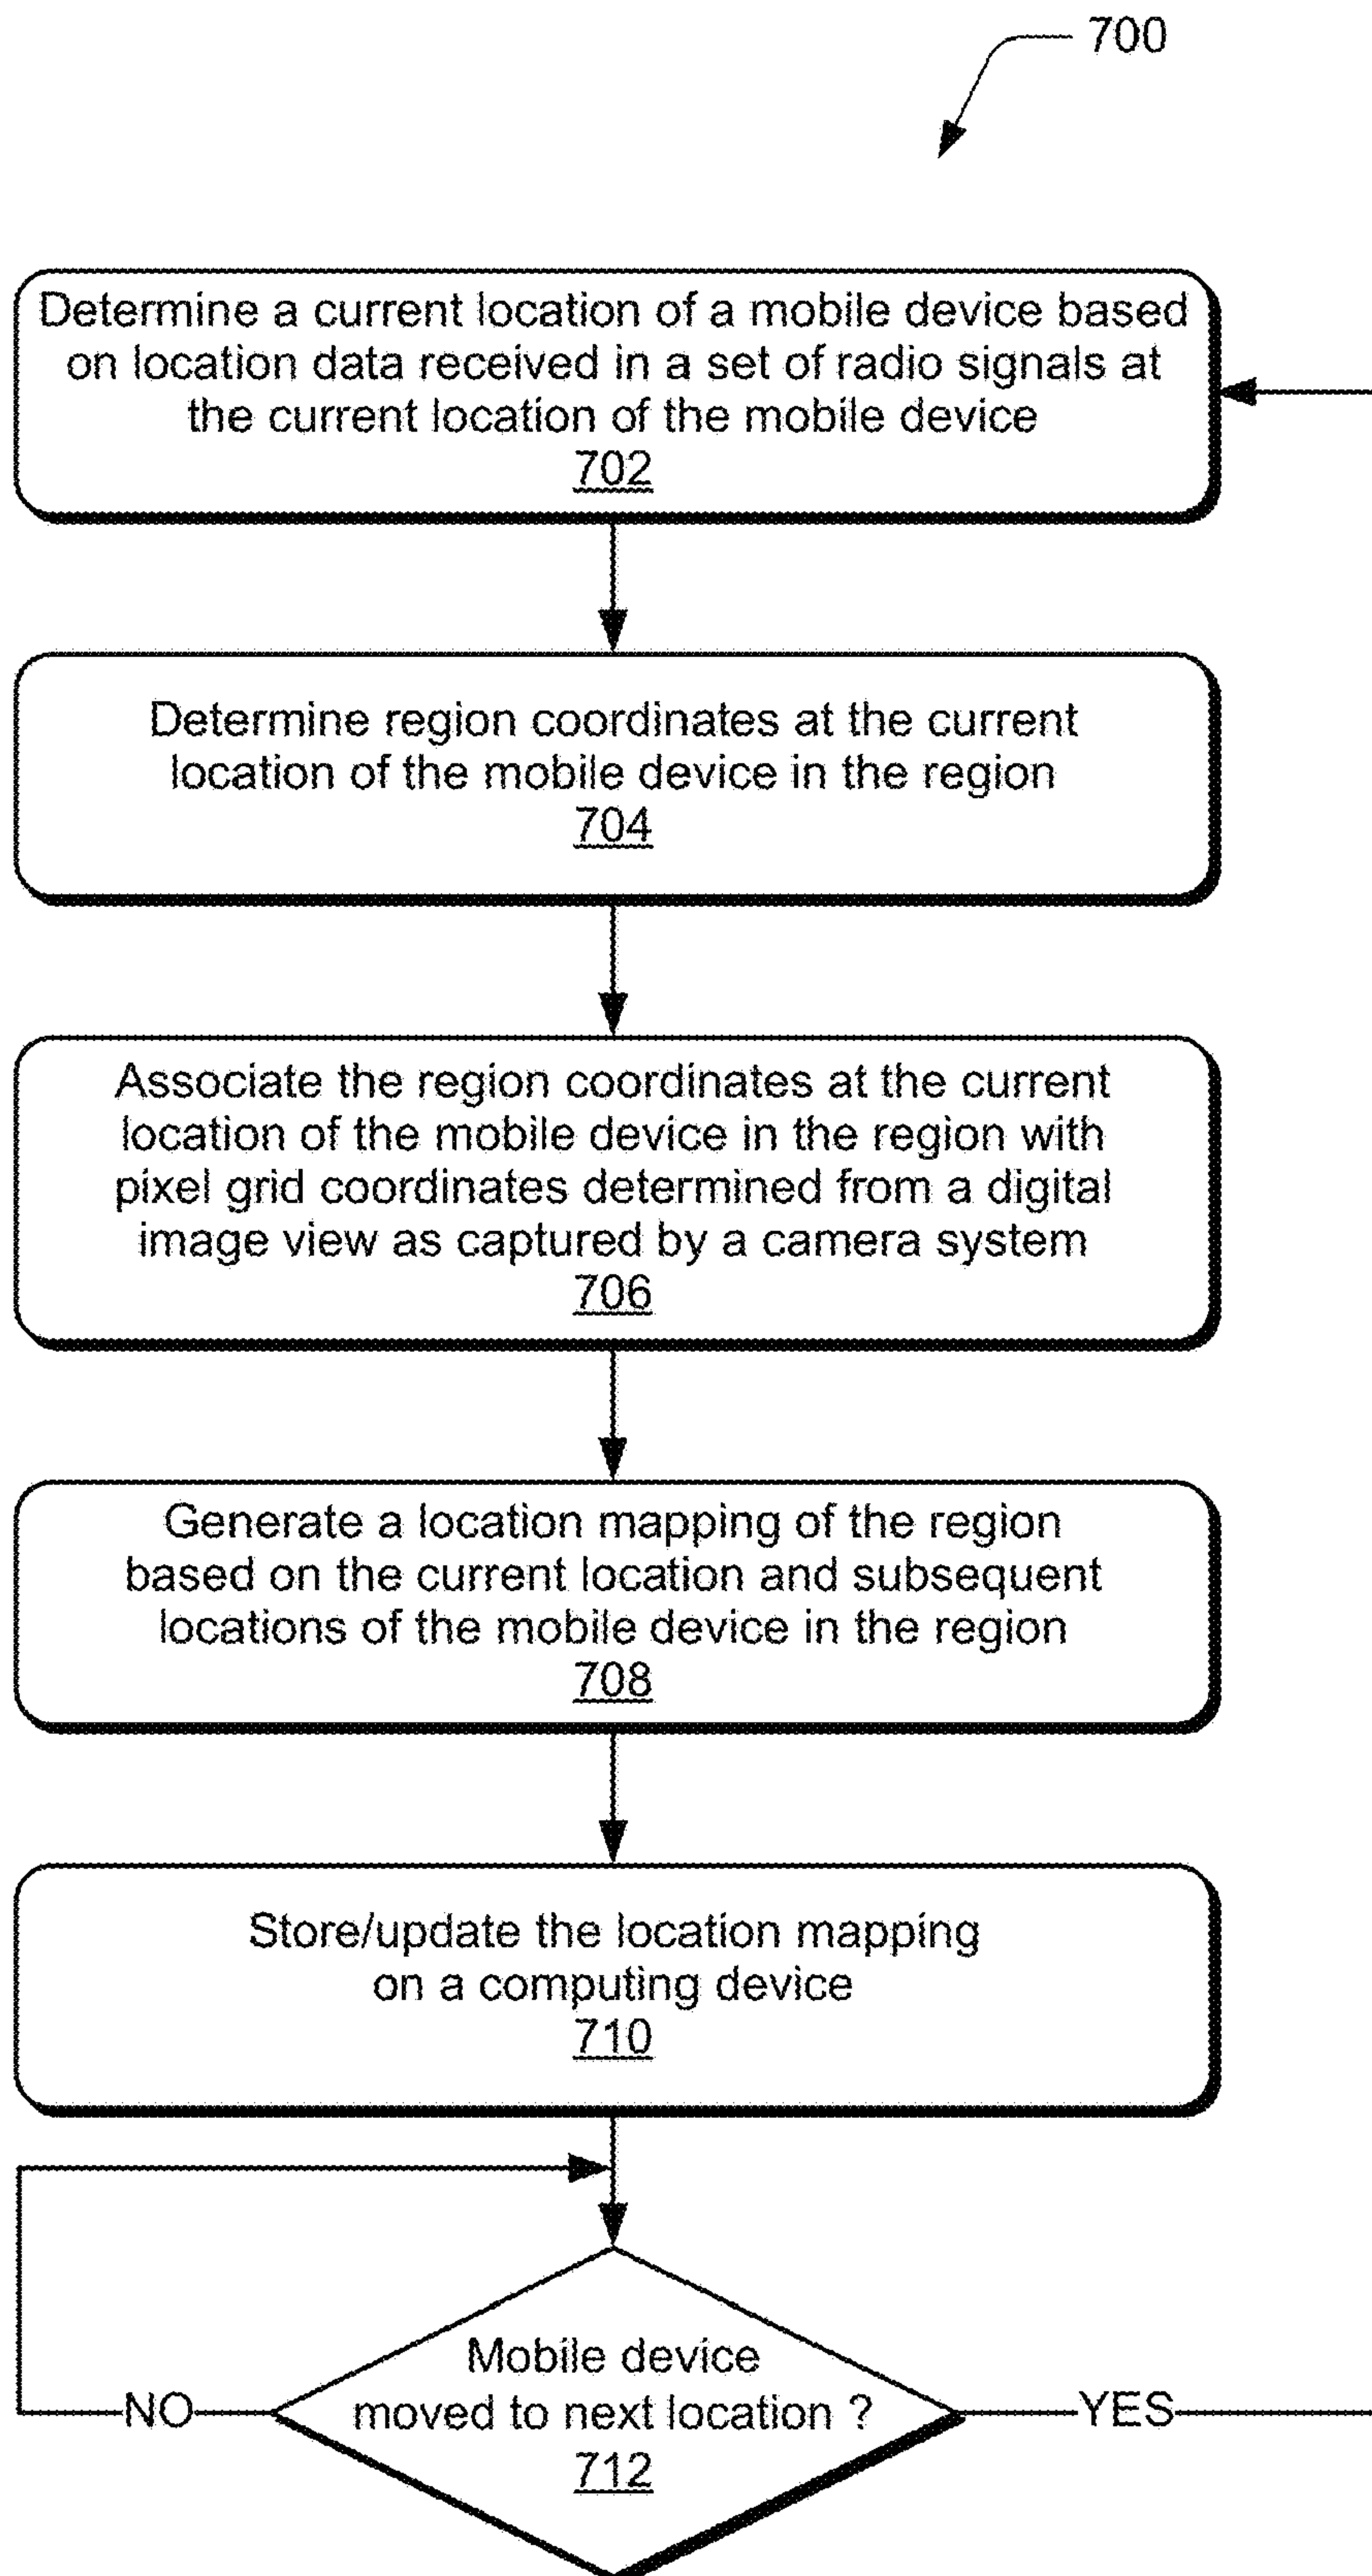 700
Determine a current location of a mobile device based
on location data received in a set of radio signals at
the current location of the mobile device
702
Determine region coordinates at the current
location of the mobile device in the region
704
Associate the region coordinates at the current
location of the mobile device in the region with
pixel grid coordinates determined from a digital
image view as captured by a camera system
706
Generate a location mapping of the region
based on the current location and subsequent
locations of the mobile device in the region
708
Store/update the location mapping
on a computing device
710
Mobile device
moved to next location ?
712
NO
YES